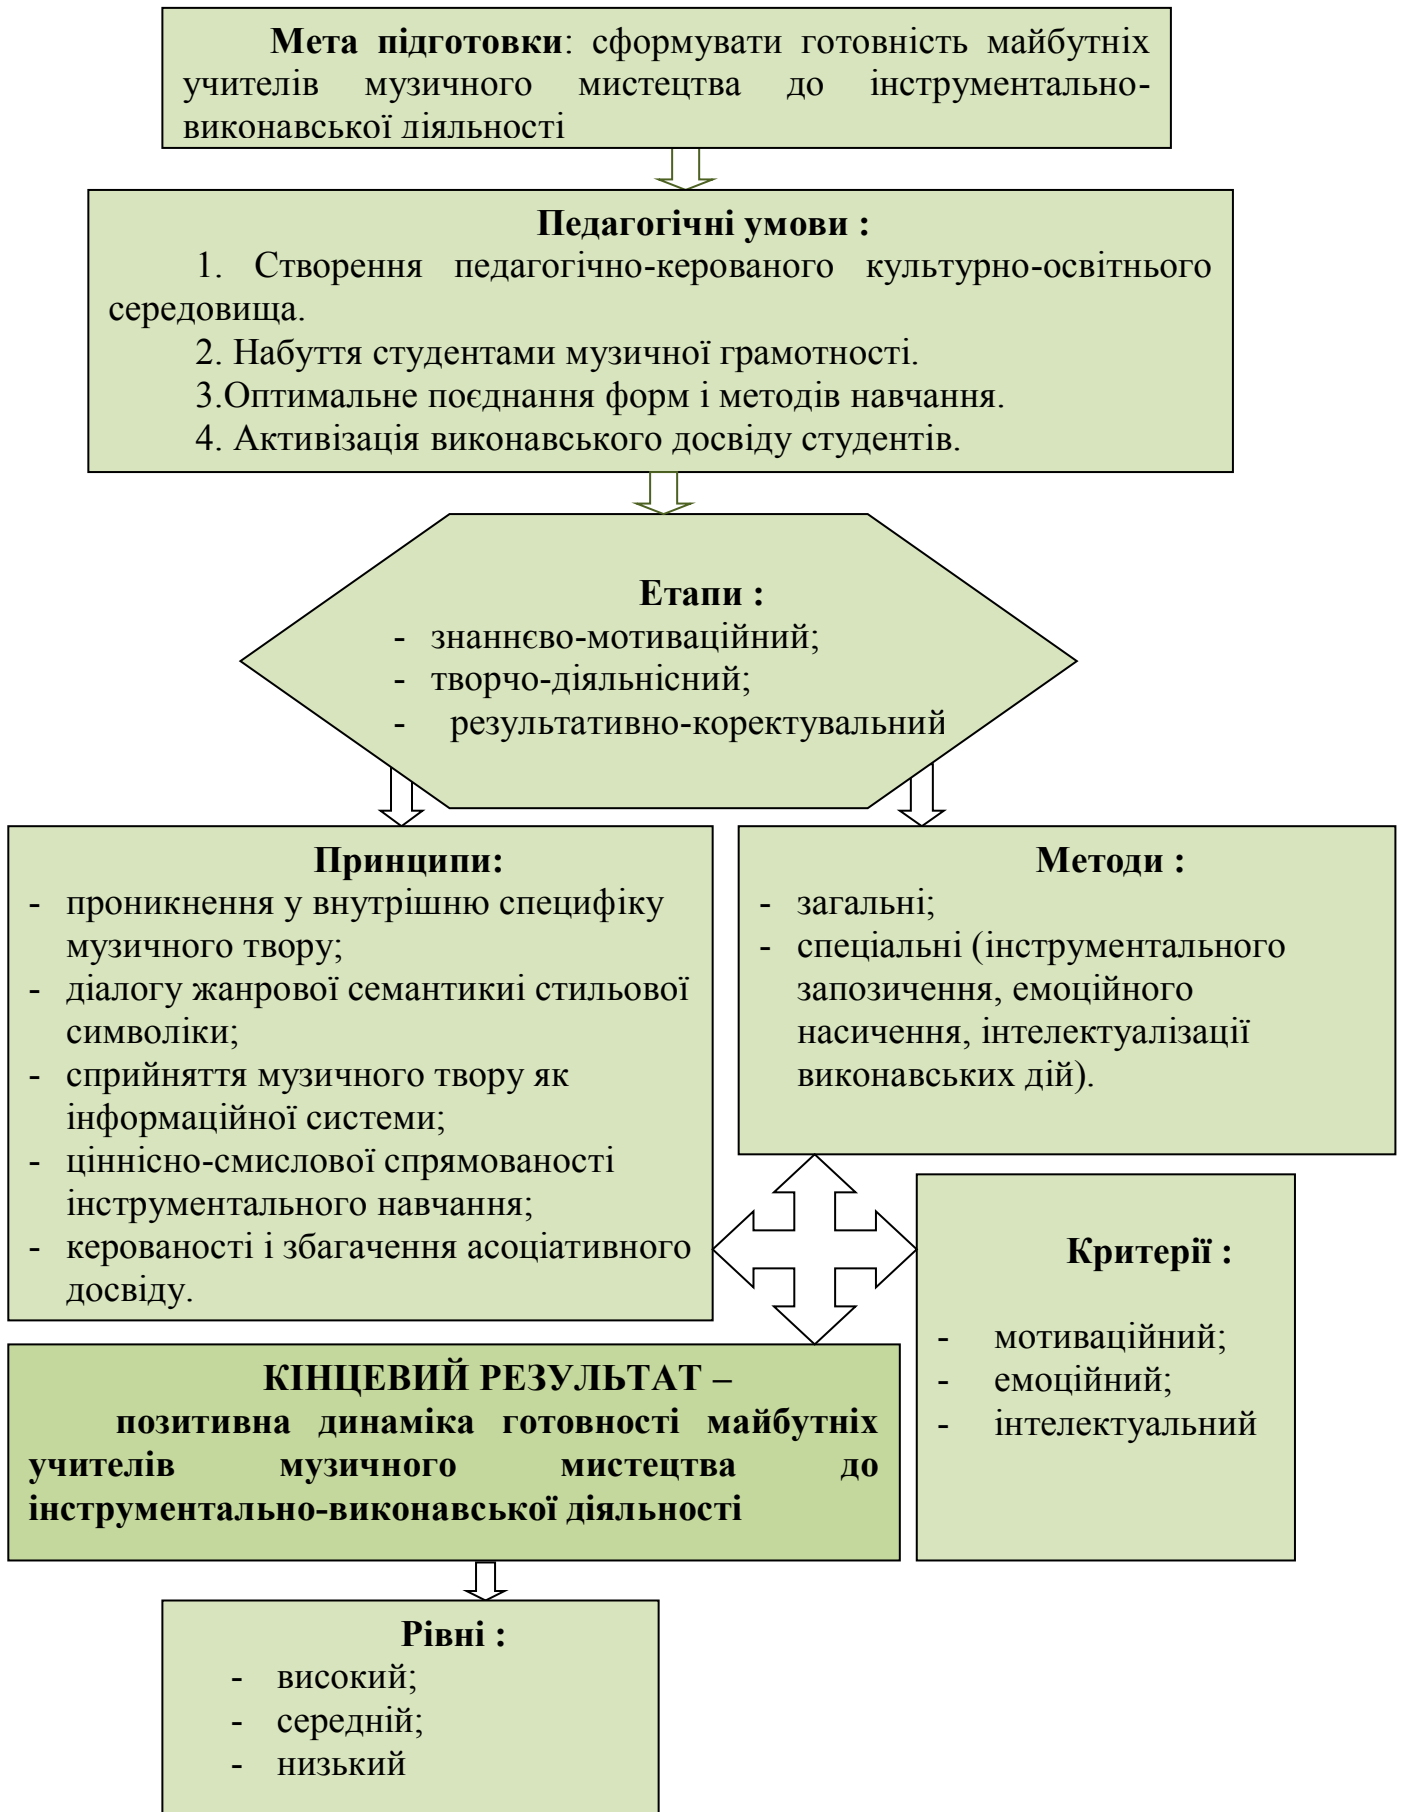 Мета підготовки: сформувати готовність майбутніх
учителів музичного мистецтва до інструментально-
виконавської діяльності
Педагогічні умови :
1. Створення педагогічно-керованого культурно-освітнього
середовища.
2. Набуття студентами музичної грамотності.
3.Оптимальне поєднання форм і методів навчання.
4. Активізація виконавського досвіду студентів.
Етапи :
- знаннєво-мотиваційний;
- творчо-діяльнісний;
- результативно-коректувальний
Принципи:
- проникнення у внутрішню специфіку
музичного твору;
- діалогу жанрової семантикиі стильової
символіки;
- сприйняття музичного твору як
інформаційної системи;
- ціннісно-смислової спрямованості
інструментального навчання;
- керованості і збагачення асоціативного
досвіду.
Методи :
- загальні;
- спеціальні (інструментального
запозичення, емоційного
насичення, інтелектуалізації
виконавських дій).
Критерії :
- мотиваційний;
- емоційний;
- інтелектуальний
КІНЦЕВИЙ РЕЗУЛЬТАТ –
позитивна динаміка готовності майбутніх
учителів музичного мистецтва до
інструментально-виконавської діяльності
Рівні :
- високий;
- середній;
- низький